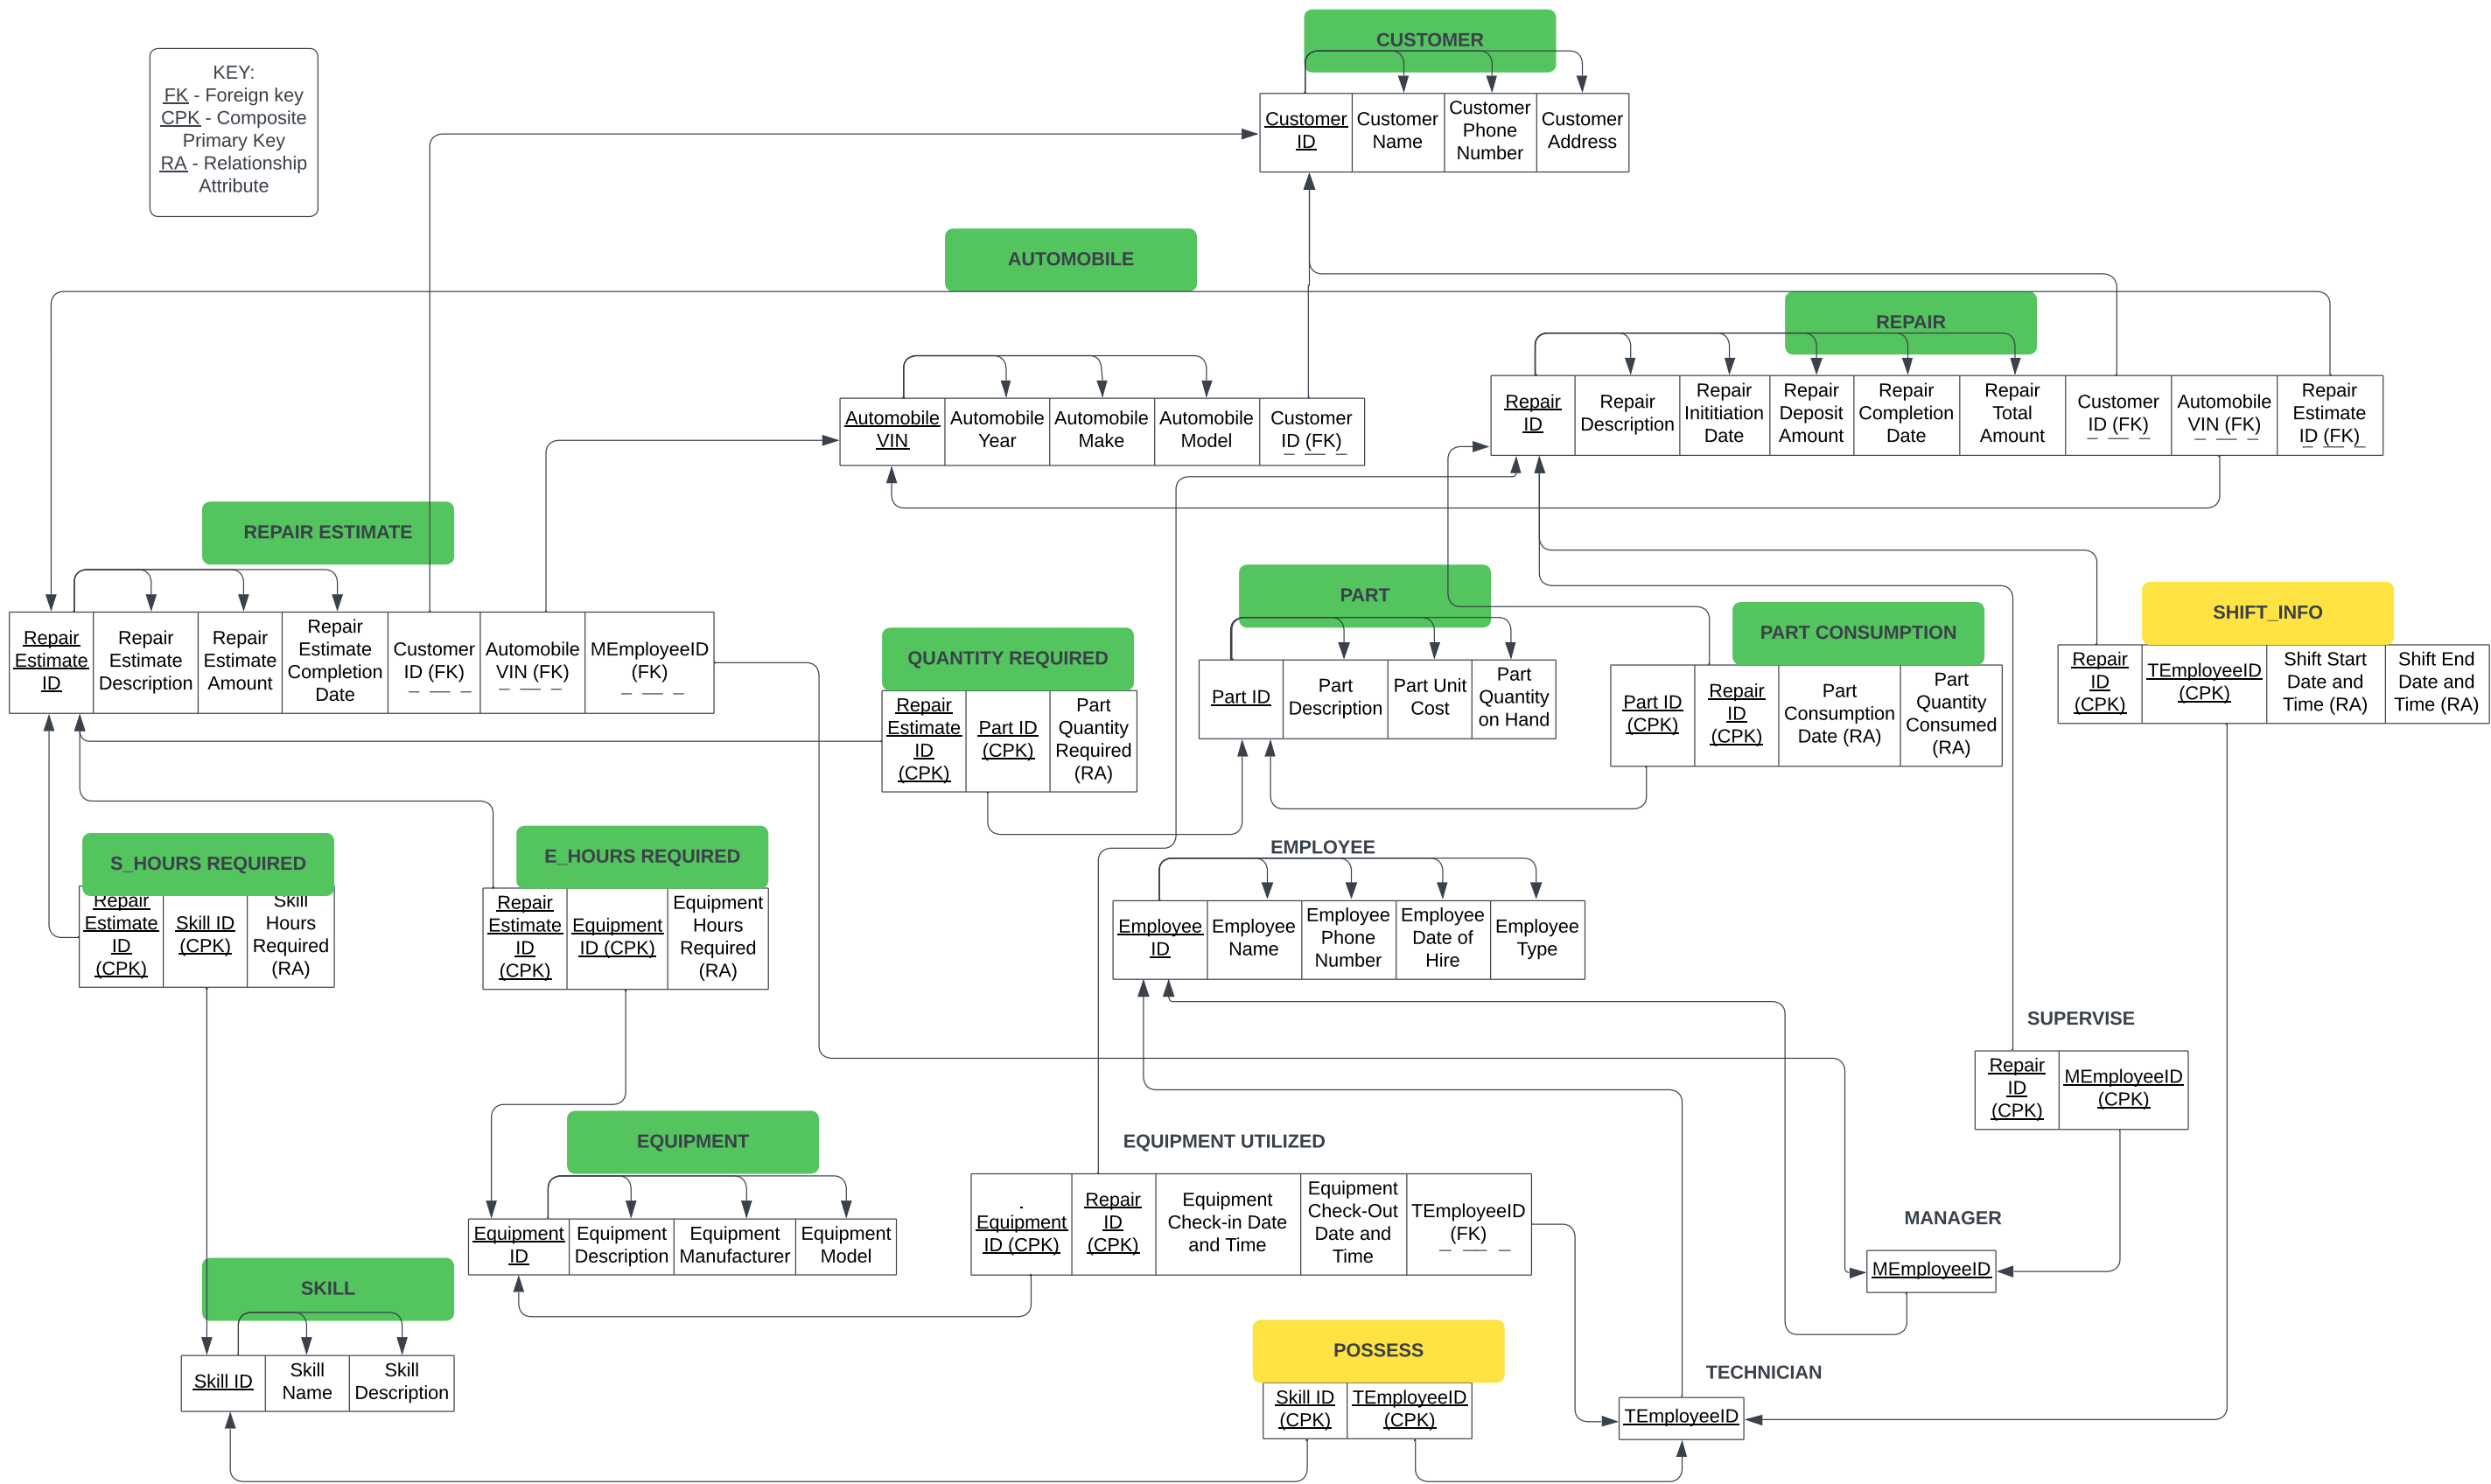 CUSTOMER
KEY:
FK - Foreign key
CPK - Composite
Primary Key
RA - Relationship
Attribute
Customer
ID
Customer
Name
Customer
Phone
Number
Customer
Address
AUTOMOBILE
REPAIR
Automobile
VIN
Automobile
Year
Automobile
Make
Automobile
Model
Customer
ID (FK)
Repair
ID
Repair
Description
Repair
Inititiation
Date
Repair
Deposit
Amount
Repair
Completion
Date
Repair
Total
Amount
Customer
ID (FK)
Automobile
VIN (FK)
Repair
Estimate
ID (FK)
REPAIR ESTIMATE
Repair
Estimate
ID
Repair
Estimate
Description
Repair
Estimate
Amount
Repair
Estimate
Completion
Date
Customer
ID (FK)
Automobile
VIN (FK)
MEmployeeID
(FK)
QUANTITY REQUIRED
Repair
Estimate
ID
(CPK)
Part ID
(CPK)
Part
Quantity
Required
(RA)
PART
Part ID
Part
Description
Part Unit
Cost
Part
Quantity
on Hand
PART CONSUMPTION
Part ID
(CPK)
Repair
ID
(CPK)
Part
Consumption
Date (RA)
Part
Quantity
Consumed
(RA)
SHIFT_INFO
Repair
ID
(CPK)
TEmployeeID
(CPK)
Shift Start
Date and
Time (RA)
Shift End
Date and
Time (RA)
S_HOURS REQUIRED
Repair
Estimate
ID
(CPK)
Skill ID
(CPK)
Skill
Hours
Required
(RA)
E_HOURS REQUIRED
Repair
Estimate
ID
(CPK)
Equipment
ID (CPK)
Equipment
Hours
Required
(RA)
EMPLOYEE
Employee
ID
Employee
Name
Employee
Phone
Number
Employee
Date of
Hire
Employee
Type
SUPERVISE
Repair
ID
(CPK)
MEmployeeID
(CPK)
EQUIPMENT
Equipment
ID
Equipment
Description
Equipment
Manufacturer
Equipment
Model
EQUIPMENT UTILIZED
Equipment
ID (CPK)
Repair
ID
(CPK)
Equipment
Check-in Date
and Time
Equipment
Check-Out
Date and
Time
TEmployeeID
(FK)
MANAGER
MEmployeeID
SKILL
Skill ID
Skill
Name
Skill
Description
POSSESS
Skill ID
(CPK)
TEmployeeID
(CPK)
TECHNICIAN
TEmployeeID